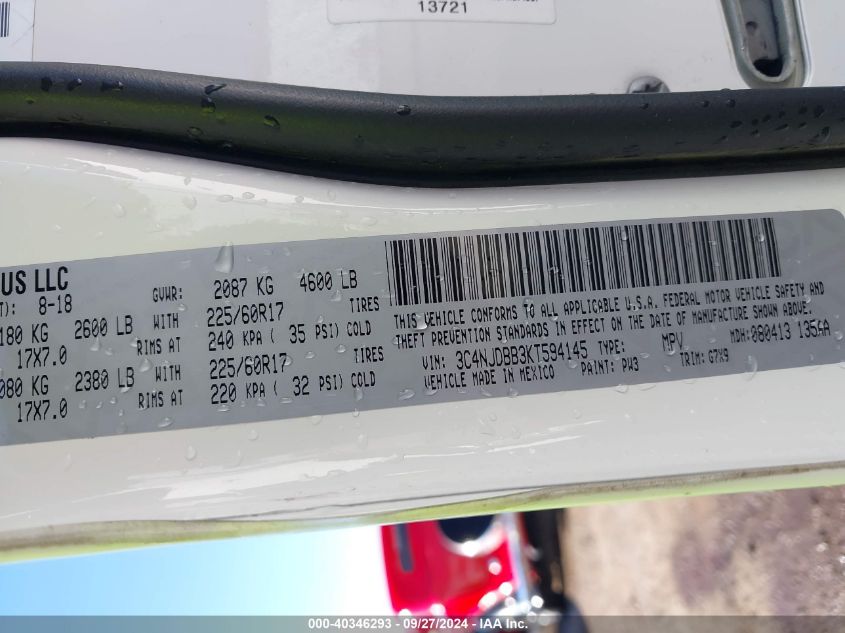 13721
US LLC
T): 8-18 GVWR: 2087 KG 4600 LB
180 KG 2600 LB WITH 225/60R17 TIRES
17X7.0 RIMS AT 240 KPA ( 35 PSI) COLD
080 KG 2380 LB WITH 225/60R17 TIRES
17X7.0 RIMS AT 220 KPA ( 32 PSI) COLD
THIS VEHICLE CONFORMS TO ALL APPLICABLE U.S.A. FEDERAL MOTOR VEHICLE SAFETY AND
THEFT PREVENTION STANDARDS IN EFFECT ON THE DATE OF MANUFACTURE SHOWN ABOVE.
VIN: 3C4NJDBB3KT594145 TYPE: MPV MDH: 080413 135AA
VEHICLE MADE IN MEXICO PAINT: PW3 TRIM: G7X9
000-40346293 - 09/27/2024 - IAA